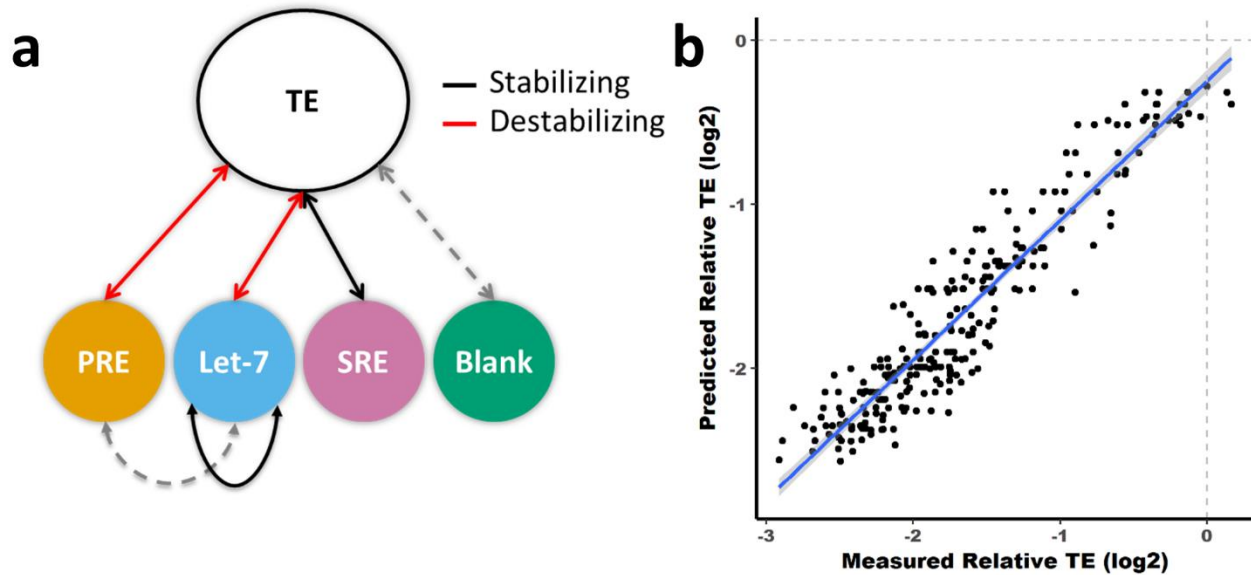 a
TE
Stabilizing
Destabilizing
PRE
Let-7
SRE
Blank
b
Predicted Relative TE (log2)
0
-1
-2
-3
-2
-1
0
Measured Relative TE (log2)